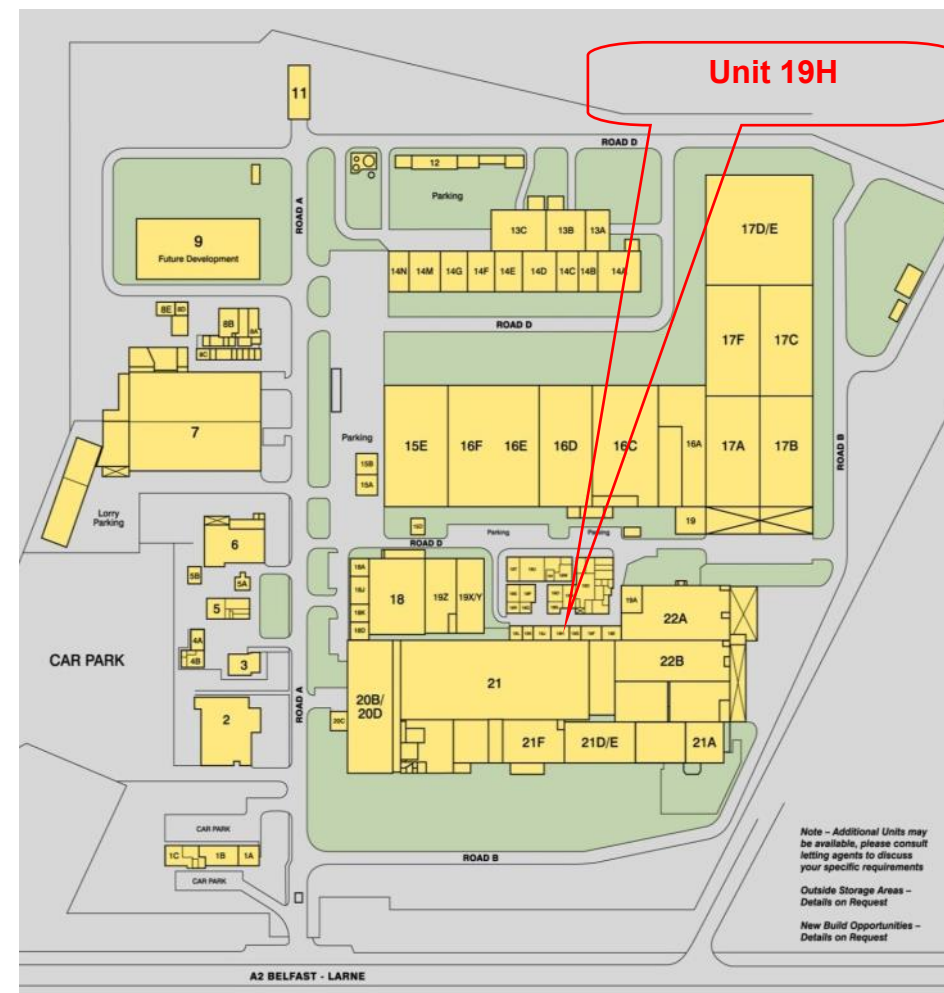 Unit 19H
11
ROAD D
12
Parking
ROAD A
13C
13B
13A
17D/E
9
Future Development
14N
14M
14G
14F
14E
14D
14C
14B
14A
8E
8D
8B
8A
8C
ROAD D
17F
17C
7
Parking
15E
16F
16E
16D
16C
16A
17A
17B
ROAD B
15B
15A
Lorry
Parking
19
Parking
Parking
ROAD D
6
5B
5A
5
18
19Z
19X/Y
19A
22A
4A
4B
3
CAR PARK
22B
21
20B/
20D
20C
2
ROAD A
21F
21D/E
21A
CAR PARK
1C
1B
1A
CAR PARK
ROAD B
Note – Additional Units may
be available, please consult
letting agents to discuss
your specific requirements
Outside Storage Areas –
Details on Request
New Build Opportunities –
Details on Request
A2 BELFAST - LARNE